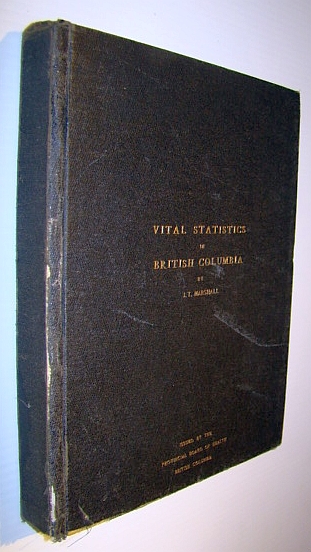 VITAL STATISTICS
IN
BRITISH COLUMBIA
BY
J.T. MARSHALL
ISSUED BY THE
PROVINCIAL BOARD OF HEALTH
BRITISH COLUMBIA